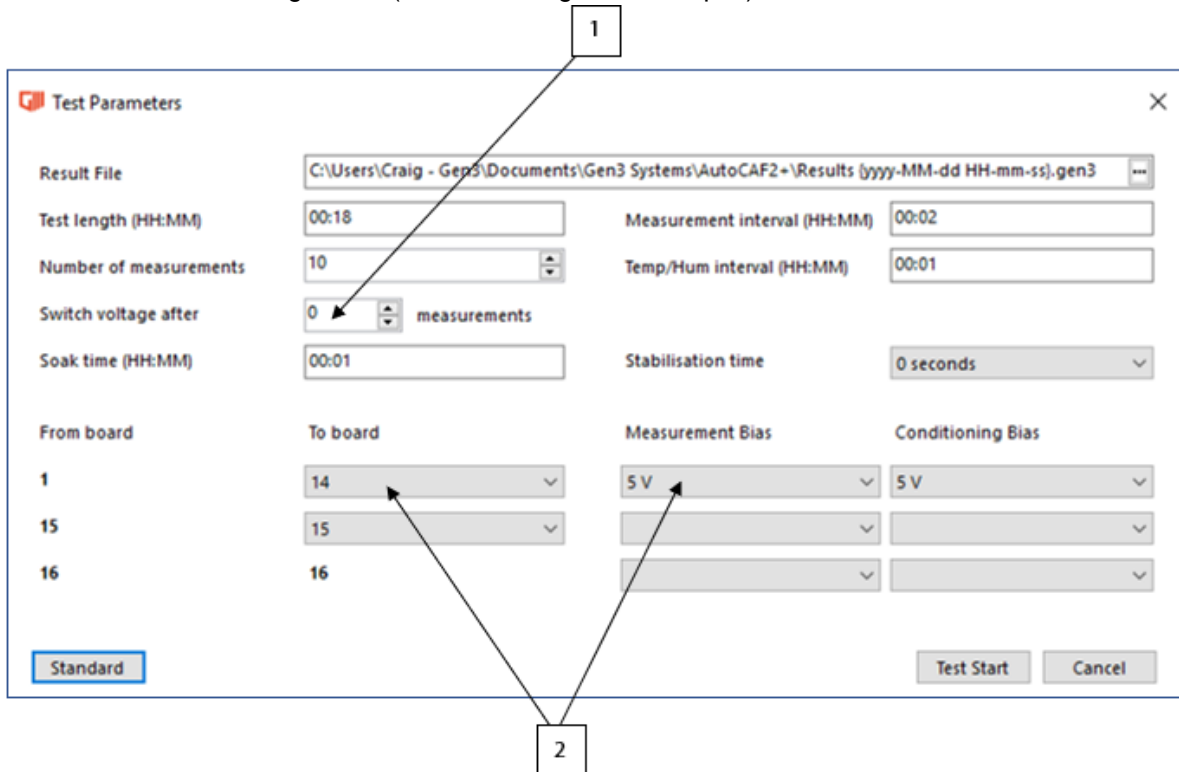 1
Test Parameters
Result File C:\Users\Craig - Gen3\Documents\Gen3 Systems\AutoCAF2+\Results {yyyy-MM-dd HH-mm-ss}.gen3 ...
Test length (HH:MM) 00:18 Measurement interval (HH:MM) 00:02
Number of measurements 10 Temp/Hum interval (HH:MM) 00:01
Switch voltage after 0 measurements
Soak time (HH:MM) 00:01 Stabilisation time 0 seconds
From board To board Measurement Bias Conditioning Bias
1 14 5 V 5 V
15 15
16 16
Standard Test Start Cancel
2